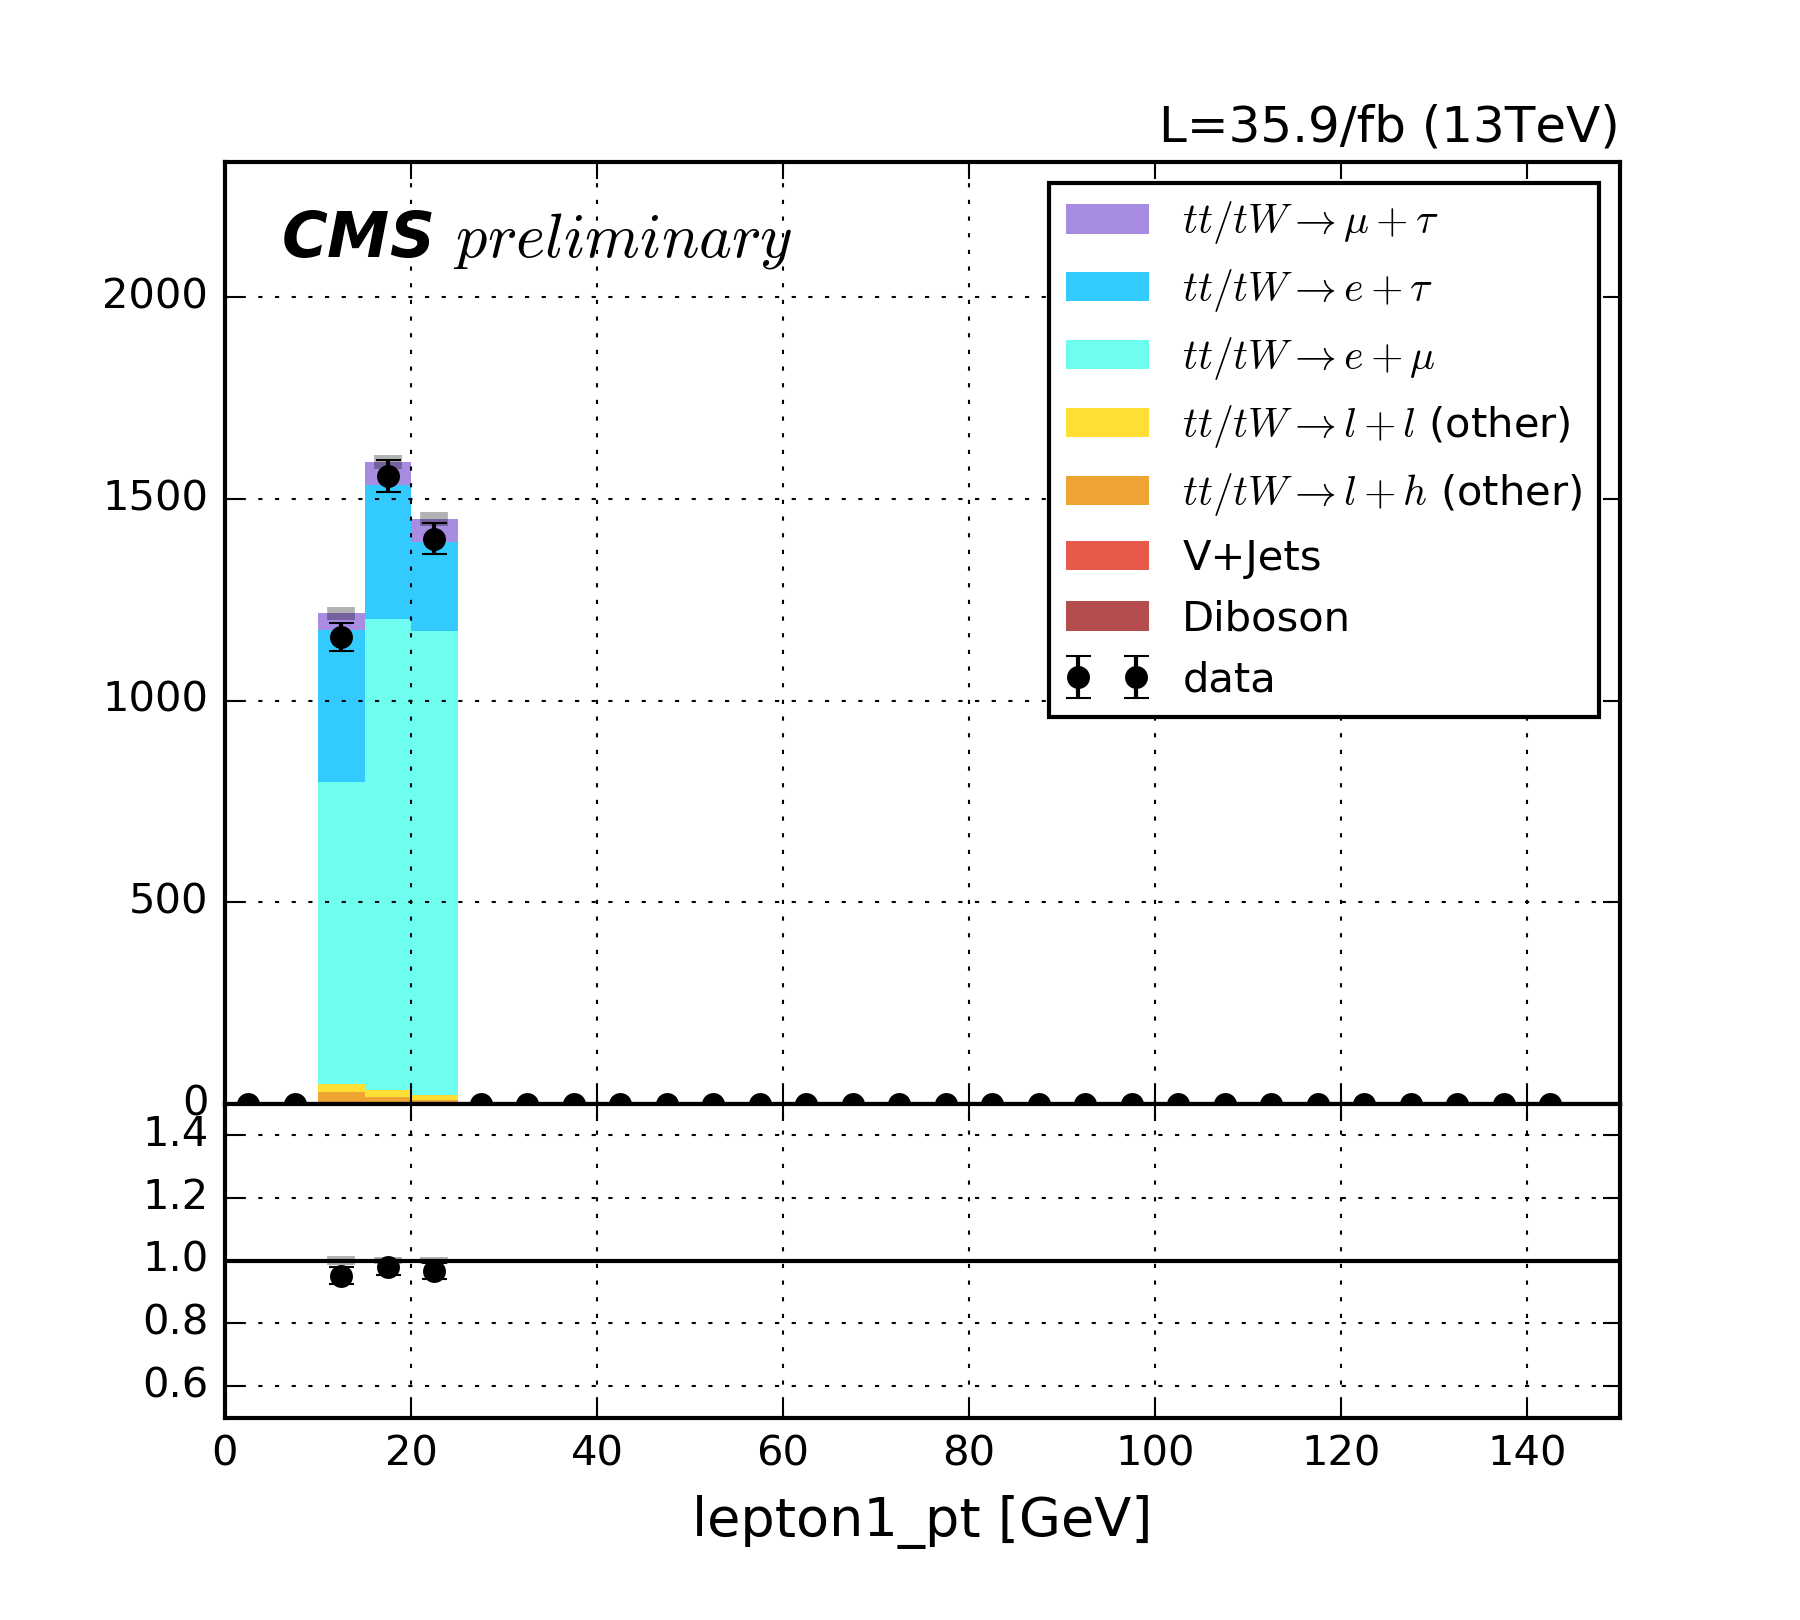 L=35.9/fb (13TeV)
CMS preliminary
tt/tW → μ + τ
tt/tW → e + τ
tt/tW → e + μ
tt/tW → l + l (other)
tt/tW → l + h (other)
V+Jets
Diboson
data
2000
1500
1000
500
0
1.4
1.2
1.0
0.8
0.6
0 20 40 60 80 100 120 140
lepton1_pt [GeV]